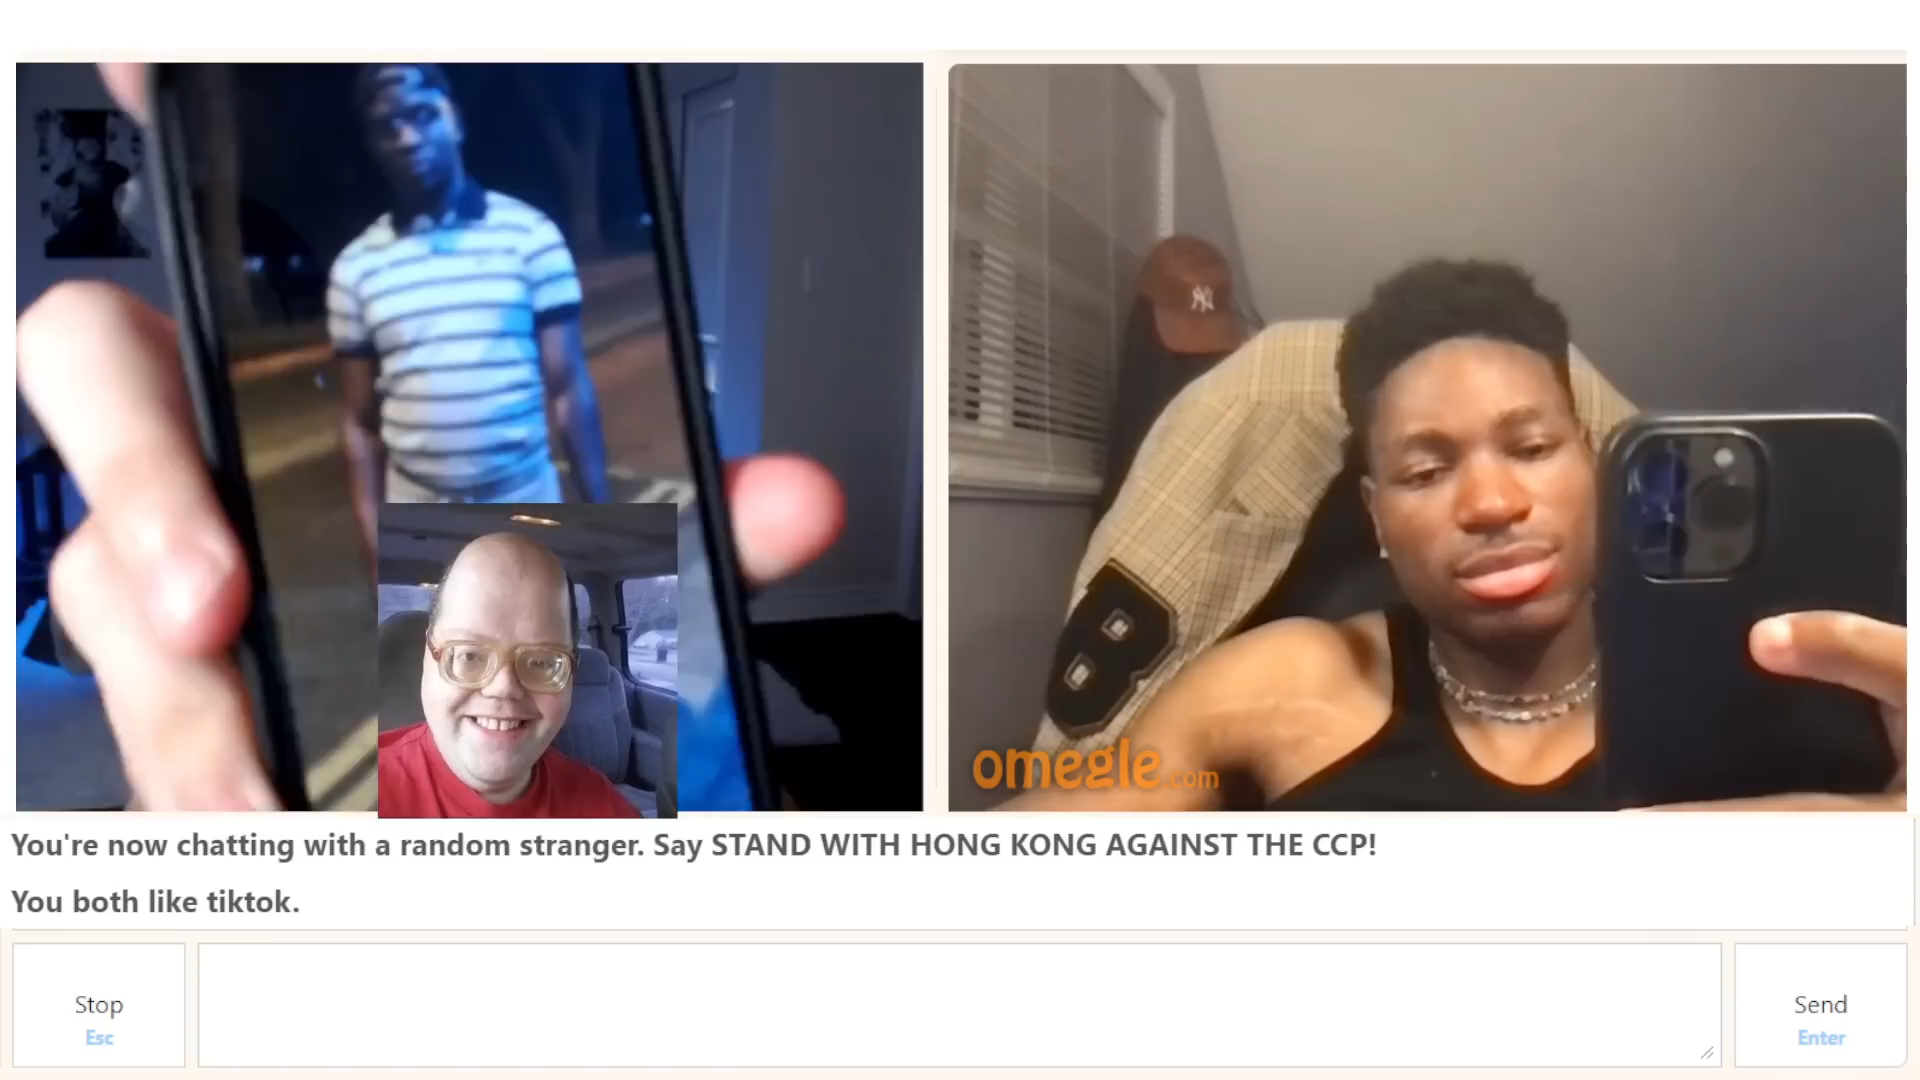 NY
omegle.com
You're now chatting with a random stranger. Say STAND WITH HONG KONG AGAINST THE CCP!
You both like tiktok.
Stop
Send
Esc
Enter